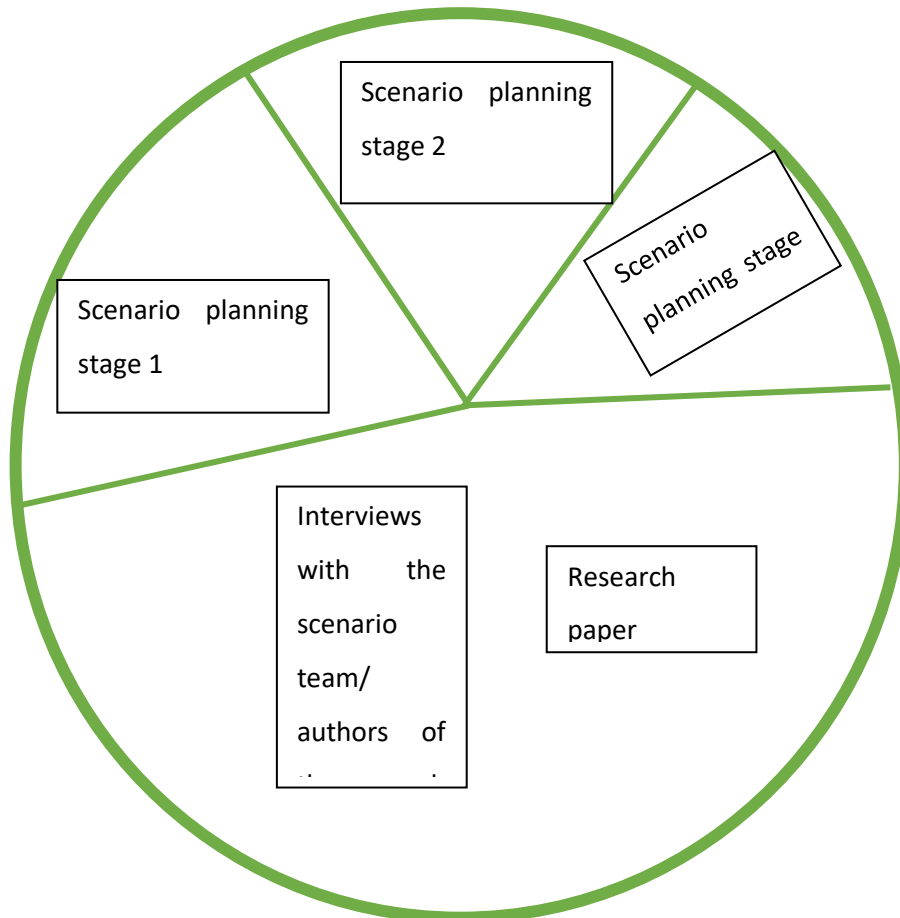 Scenario planning
stage 2
Scenario
planning stage
Scenario planning
stage 1
Interviews
with the
scenario
team/
authors of
Research
paper